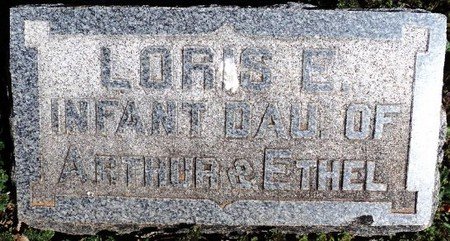 LORIS E.
INFANT DAU. OF
ARTHUR & ETHEL